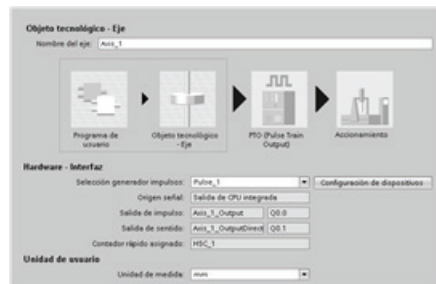 Objeto tecnológico - Eje
Nombre del eje: Axis_1
Programa de usuario
Objeto tecnológico - Eje
PTO (Pulse Train Output)
Accionamiento
Hardware - Interfaz
Selección generador impulsos: Pulse_1 Configuración de dispositivos
Origen señal: Salida de CPU integrada
Salida de impulso: Axis_1_Output Q0.0
Salida de sentido: Axis_1_OutputDirect Q0.1
Contador rápido asignado: HSC_1
Unidad de usuario
Unidad de medida: mm